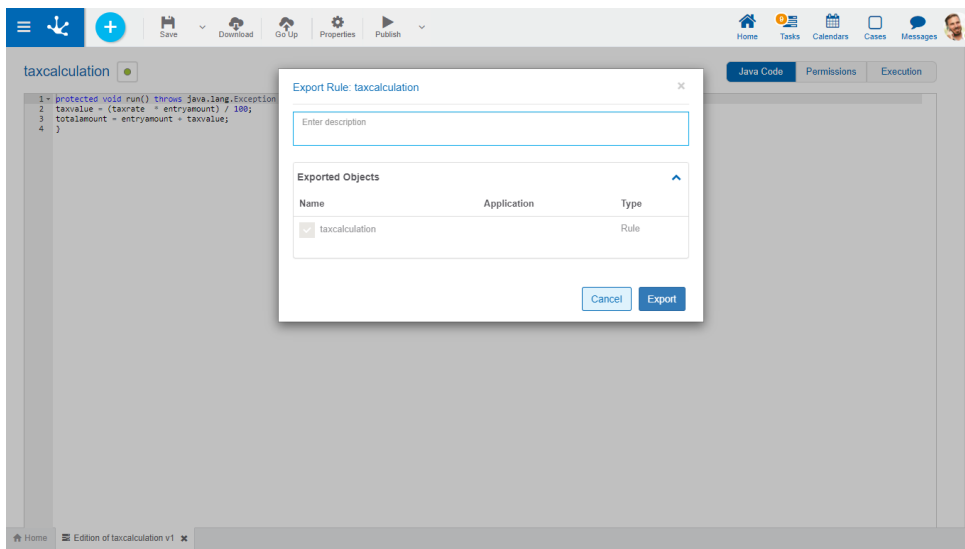 Save
Download
Go Up
Properties
Publish
Home
9
Tasks
Calendars
Cases
Messages
taxcalculation
Java Code
Permissions
Execution
Export Rule: taxcalculation
×
Enter description
1 protected void run() throws java.lang.Exception
2 taxvalue = (taxrate * entryamount) / 100;
3 totalamount = entryamount + taxvalue;
4 }
Exported Objects
Name Application Type
taxcalculation Rule
Cancel Export
Home Edition of taxcalculation v1 ×